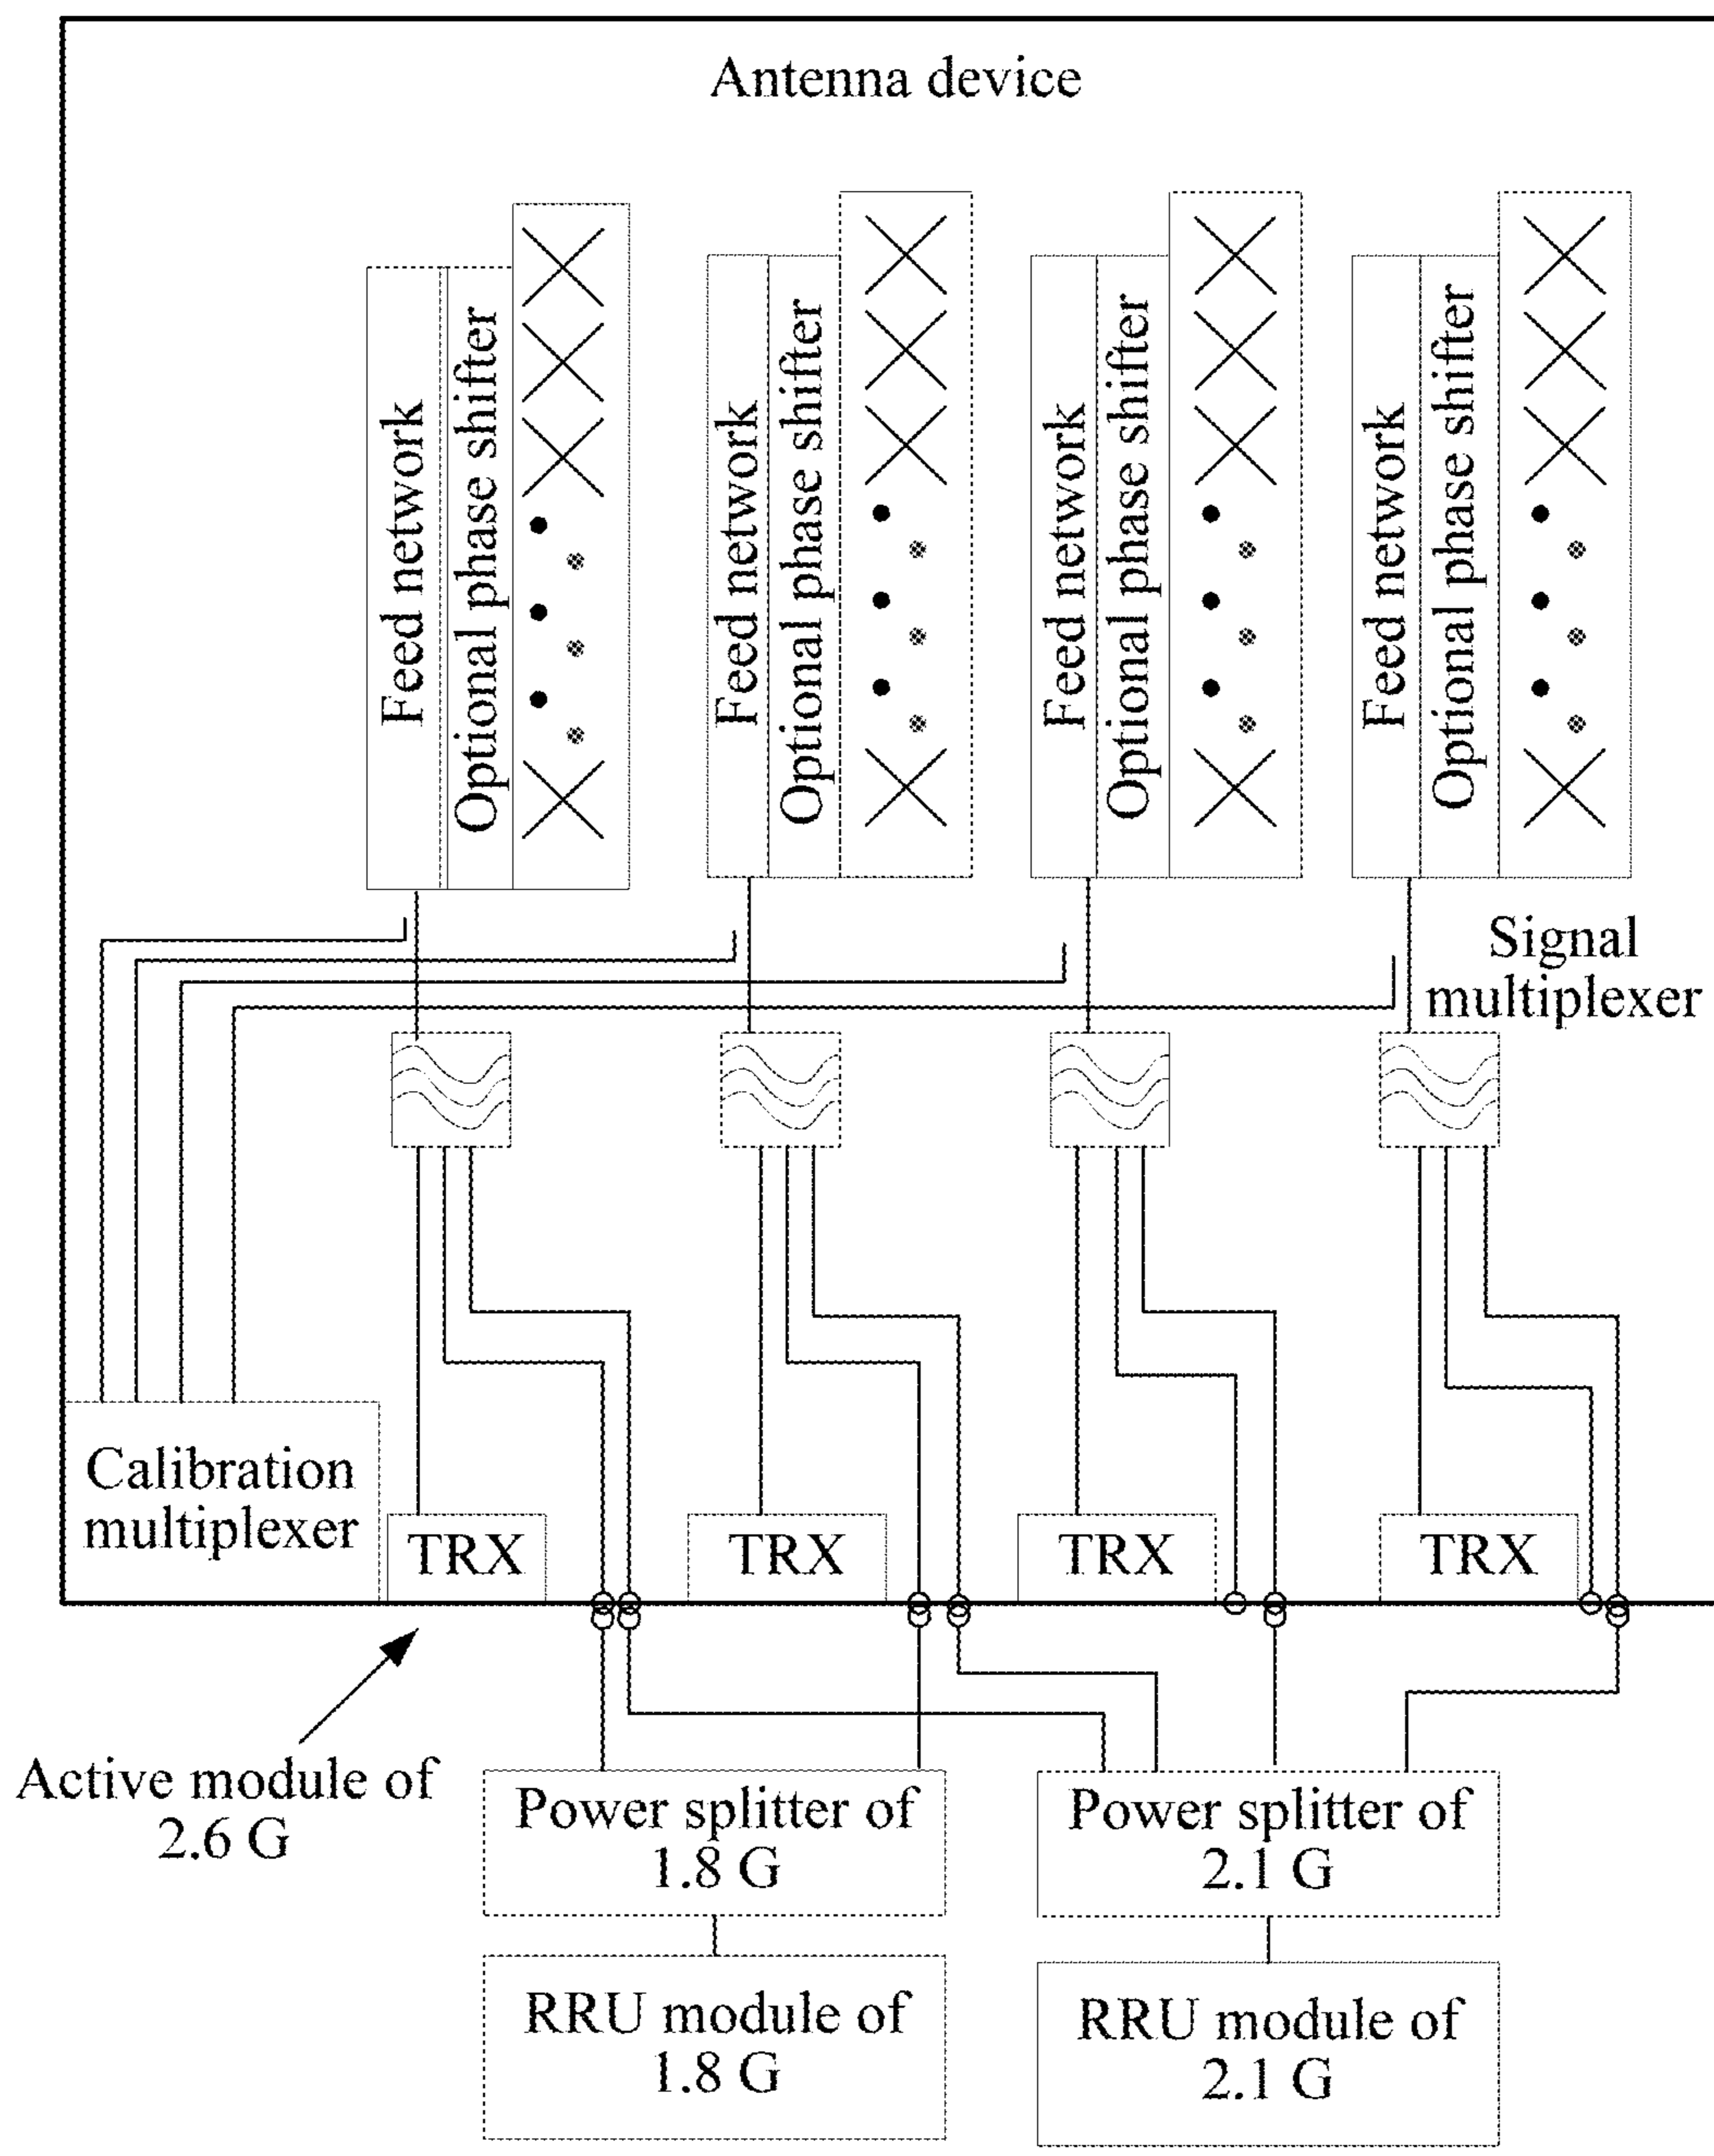 Antenna device
Feed network
Optional phase shifter
Feed network
Optional phase shifter
Feed network
Optional phase shifter
Feed network
Optional phase shifter
Signal
multiplexer
Calibration
multiplexer
TRX
TRX
TRX
TRX
Active module of
2.6 G
Power splitter of
1.8 G
Power splitter of
2.1 G
RRU module of
1.8 G
RRU module of
2.1 G